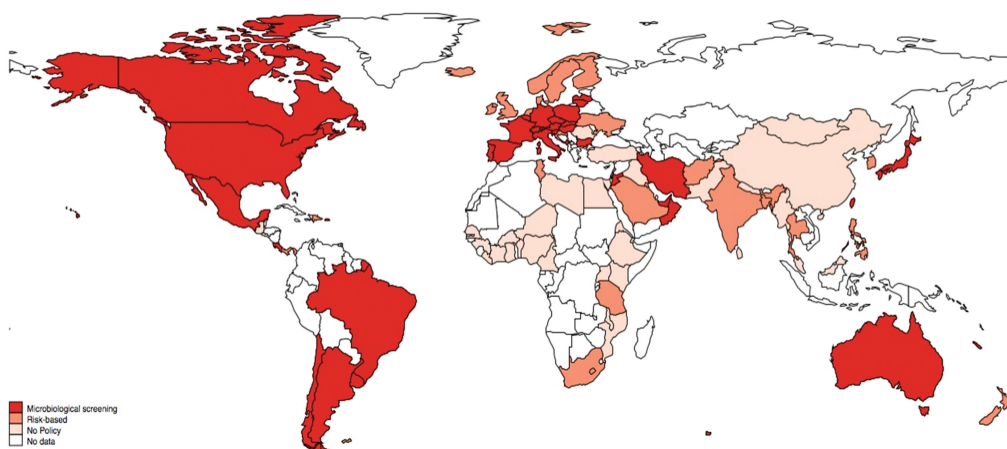 Microbiological screening
Risk-based
No Policy
No data